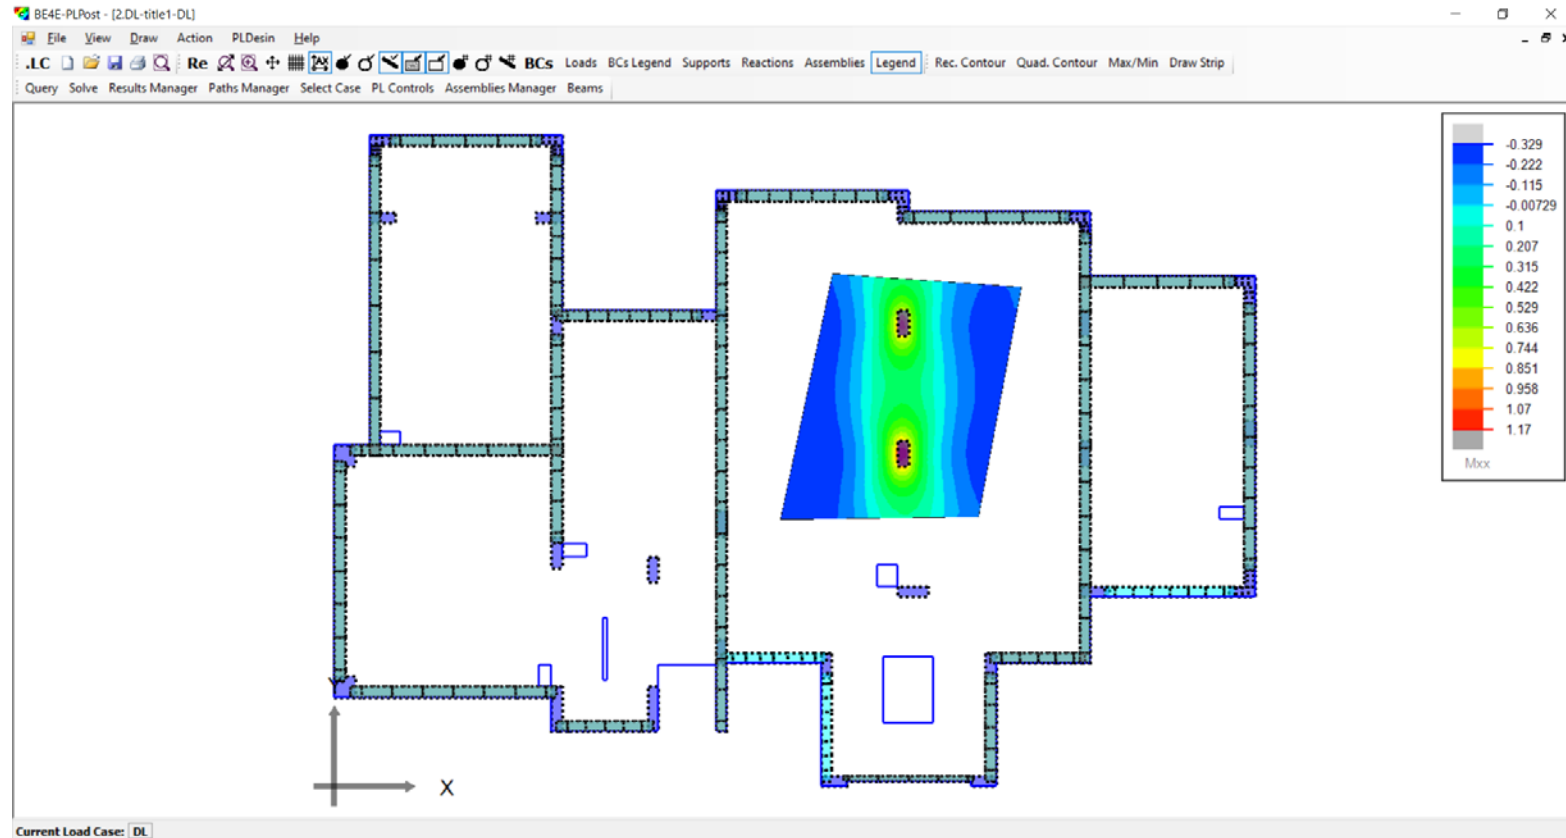 BE4E-PLPost - [2.DL-title1-DL]
File View Draw Action PLDesin Help
.LC Re BCs Loads BCs Legend Supports Reactions Assemblies Legend Rec. Contour Quad. Contour Max/Min Draw Strip
Query Solve Results Manager Paths Manager Select Case PL Controls Assemblies Manager Beams
-0.329
-0.222
-0.115
-0.00729
0.1
0.207
0.315
0.422
0.529
0.636
0.744
0.851
0.958
1.07
1.17
Mxx
X
Current Load Case: DL